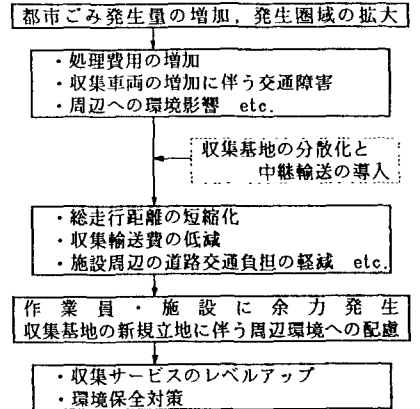 都市ごみ発生量の増加，発生圏域の拡大
・処理費用の増加
・収集車両の増加に伴う交通障害
・周辺への環境影響 etc.
収集基地の分散化と
中継輸送の導入
・総走行距離の短縮化
・収集輸送費の低減
・施設周辺の道路交通負担の軽減 etc.
作業員・施設に余力発生
収集基地の新規立地に伴う周辺環境への配慮
・収集サービスのレベルアップ
・環境保全対策